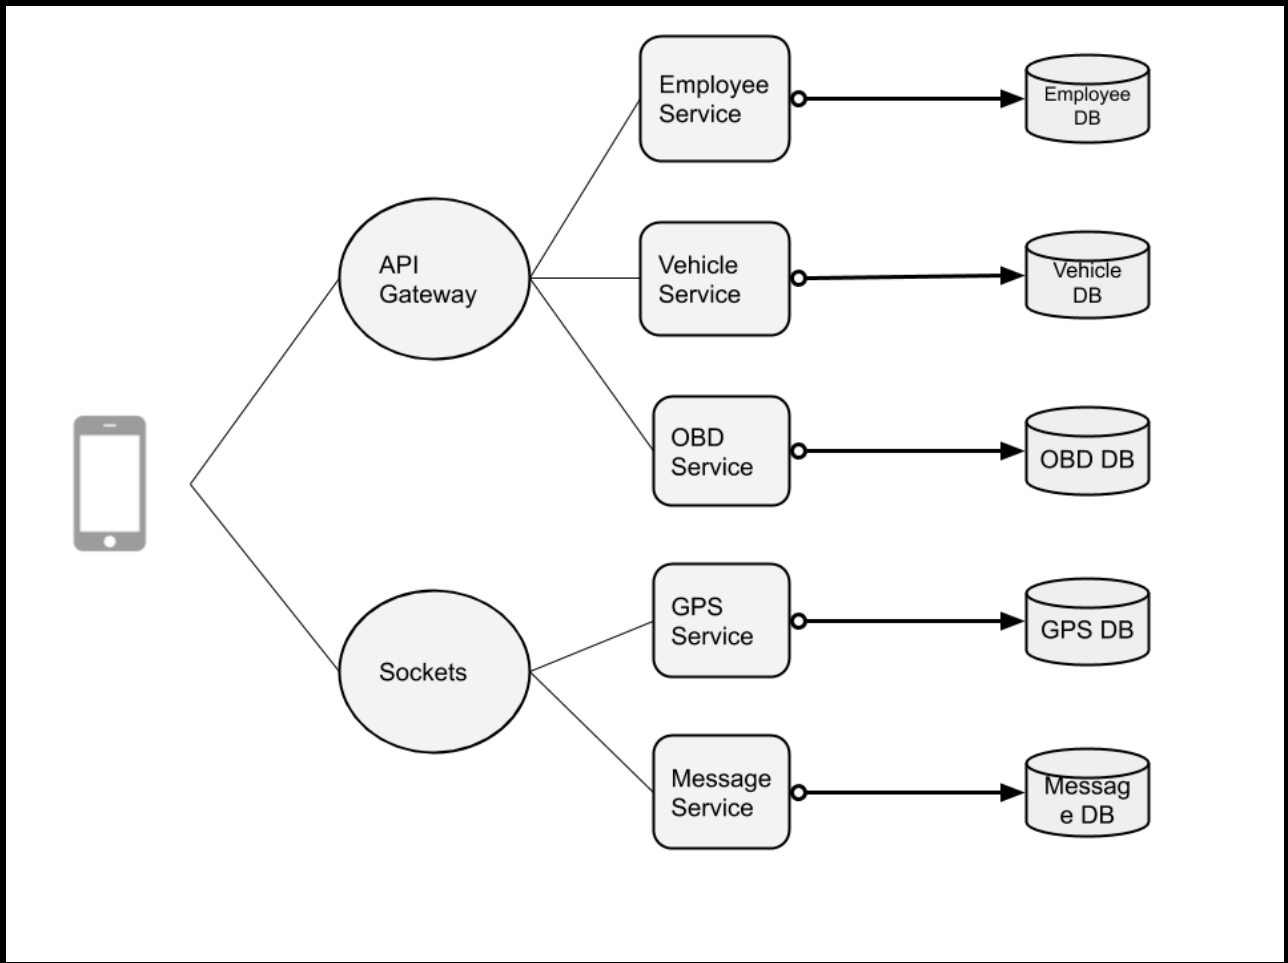 Employee
Service
Employee
DB
API
Gateway
Vehicle
Service
Vehicle
DB
OBD
Service
OBD DB
GPS
Service
GPS DB
Sockets
Message
Service
Messag
e DB